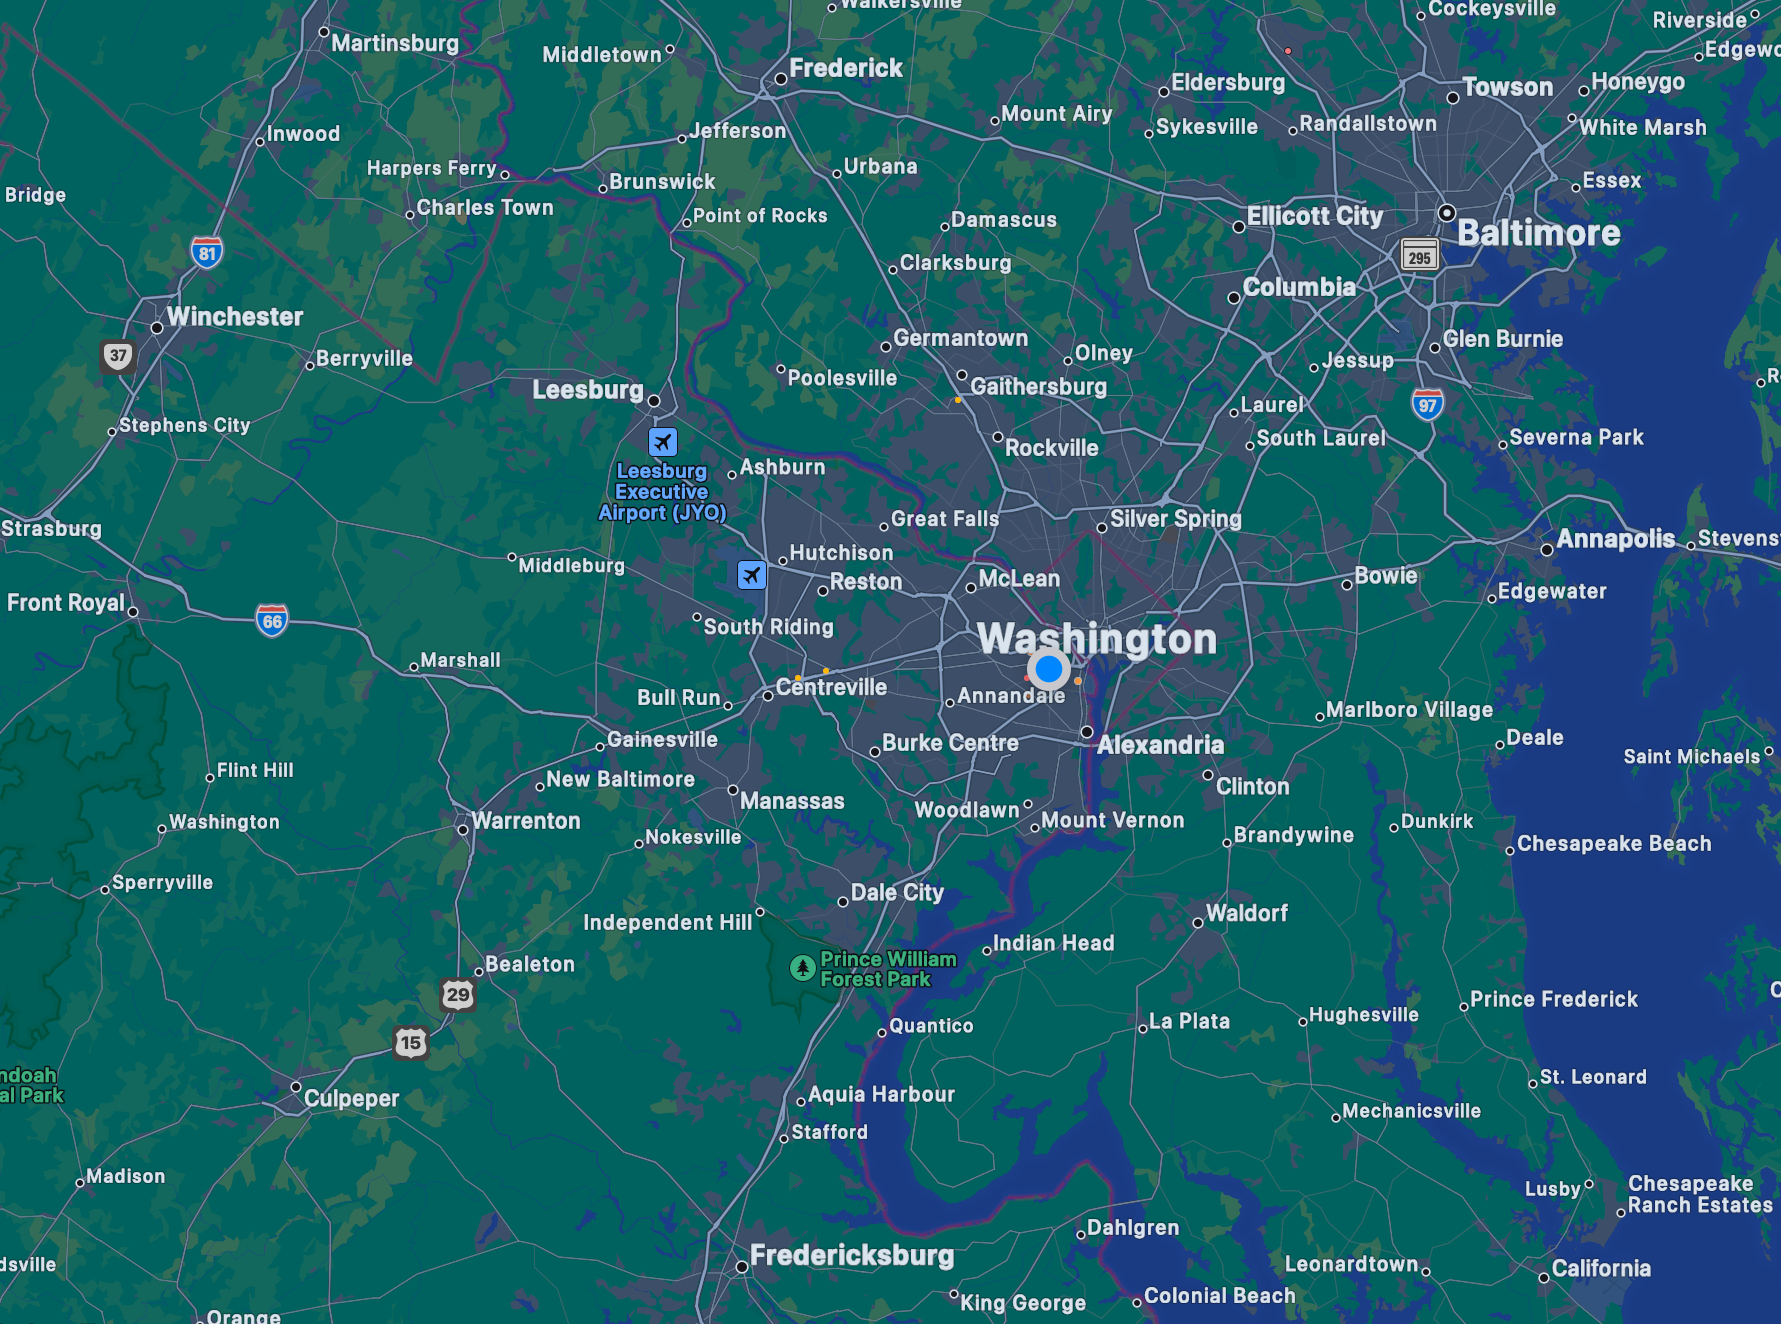 Walkersville
Cockeysville
Riverside
Martinsburg
Middletown
Edgewo
Frederick
Eldersburg
Towson
Honeygo
Mount Airy
Jefferson
Sykesville
Randallstown
White Marsh
Inwood
Harpers Ferry
Urbana
Brunswick
Essex
Bridge
Charles Town
Point of Rocks
Damascus
Ellicott City
Baltimore
81
295
Clarksburg
Columbia
Winchester
Germantown
Glen Burnie
37
Berryville
Olney
Jessup
Poolesville
Gaithersburg
Leesburg
97
Laurel
Stephens City
South Laurel
Severna Park
Rockville
Leesburg
Executive
Airport (JYO)
Ashburn
Strasburg
Great Falls
Silver Spring
Annapolis
Stevenst
Hutchison
Middleburg
Reston
McLean
Bowie
Edgewater
Front Royal
66
South Riding
Washington
Marshall
Centreville
Bull Run
Annandale
Marlboro Village
Gainesville
Burke Centre
Alexandria
Deale
Saint Michaels
Flint Hill
New Baltimore
Clinton
Manassas
Woodlawn
Washington
Warrenton
Mount Vernon
Dunkirk
Nokesville
Brandywine
Chesapeake Beach
Sperryville
Dale City
Independent Hill
Waldorf
Indian Head
Bealeton
Prince William
Forest Park
29
Prince Frederick
Quantico
La Plata
Hughesville
15
ndoah
al Park
St. Leonard
Culpeper
Aquia Harbour
Mechanicsville
Stafford
Madison
Lusby
Chesapeake
Ranch Estates
Dahlgren
dsville
Fredericksburg
Leonardtown
California
Colonial Beach
King George
Orange